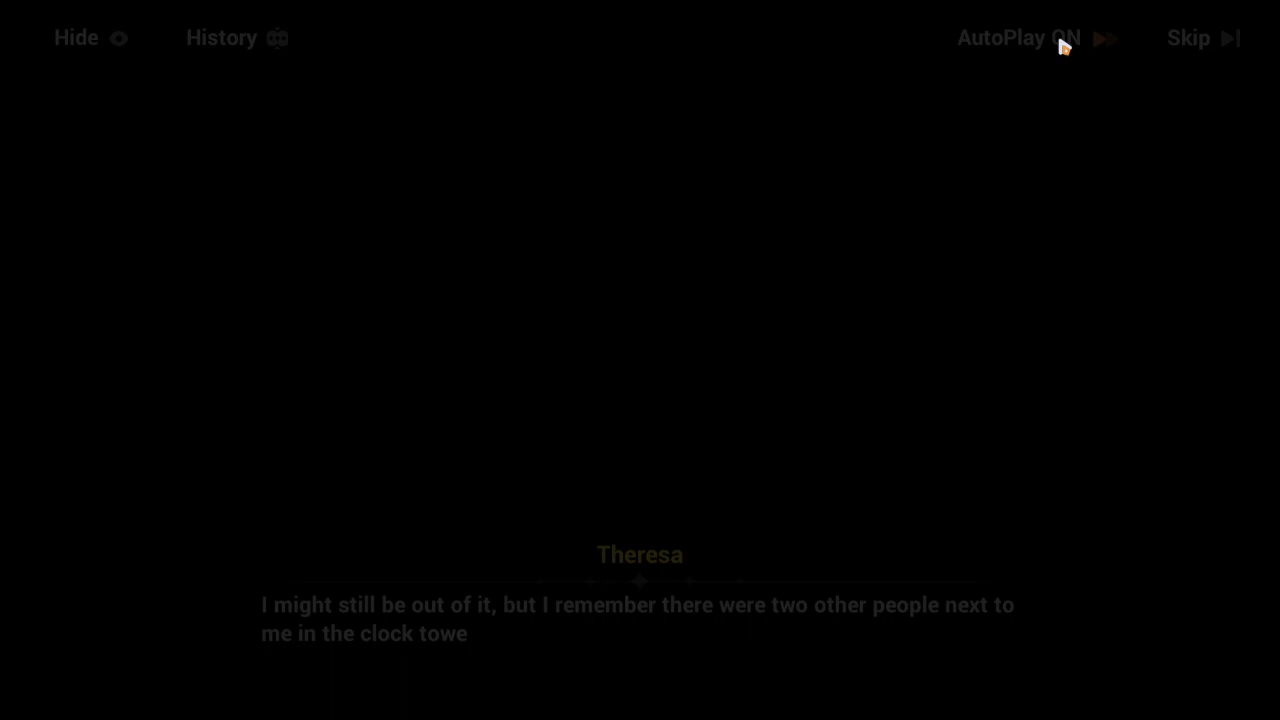 Hide
History
AutoPlay ON
Skip
Theresa
I might still be out of it, but I remember there were two other people next to
me in the clock towe